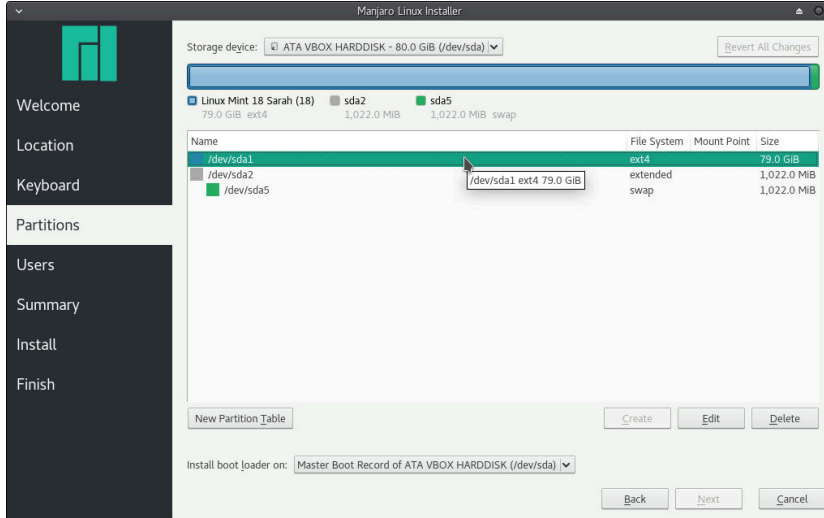 Manjaro Linux Installer
Storage device: ATA VBOX HARDDISK - 80.0 GiB (/dev/sda)
Revert All Changes
Linux Mint 18 Sarah (18) sda2 sda5
79.0 GiB ext4 1,022.0 MiB 1,022.0 MiB swap
Welcome
Location
Keyboard
Partitions
Users
Summary
Install
Finish
Name File System Mount Point Size
/dev/sda1 ext4 79.0 GiB
/dev/sda2 extended 1,022.0 MiB
/dev/sda5 swap 1,022.0 MiB
/dev/sda1 ext4 79.0 GiB
New Partition Table Create Edit Delete
Install boot loader on: Master Boot Record of ATA VBOX HARDDISK (/dev/sda)
Back Next Cancel